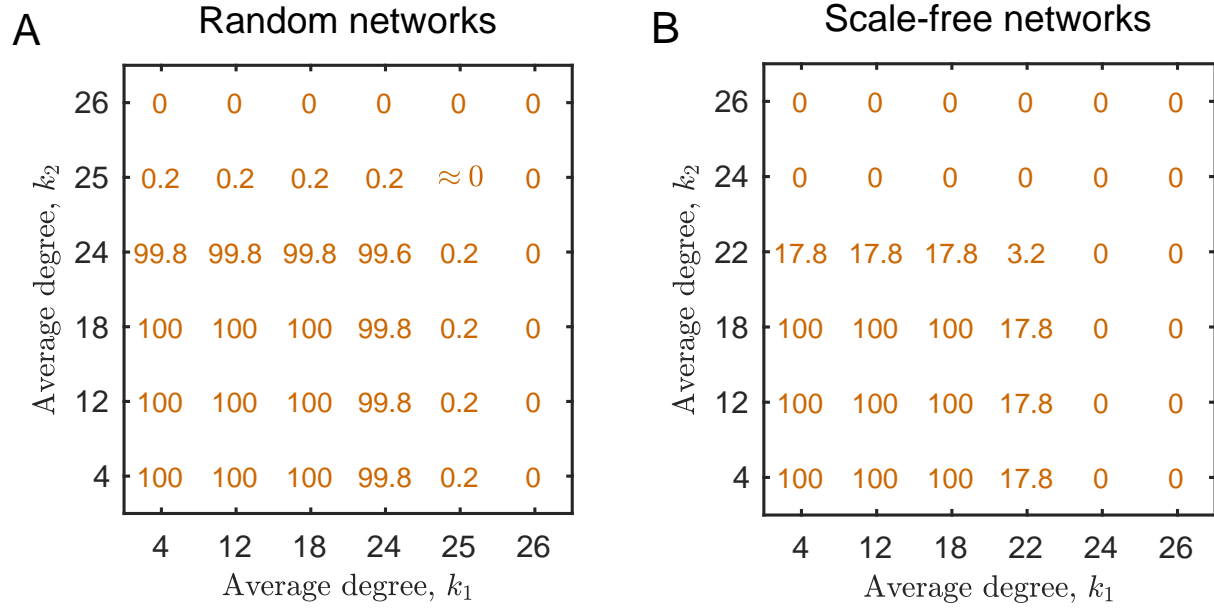 A
Random networks
Average degree, k₂
26 0 0 0 0 0 0
25 0.2 0.2 0.2 0.2 ≈ 0 0
24 99.8 99.8 99.8 99.6 0.2 0
18 100 100 100 99.8 0.2 0
12 100 100 100 99.8 0.2 0
4 100 100 100 99.8 0.2 0
4 12 18 24 25 26
Average degree, k₁
B
Scale-free networks
Average degree, k₂
26 0 0 0 0 0 0
24 0 0 0 0 0 0
22 17.8 17.8 17.8 3.2 0 0
18 100 100 100 17.8 0 0
12 100 100 100 17.8 0 0
4 100 100 100 17.8 0 0
4 12 18 22 24 26
Average degree, k₁